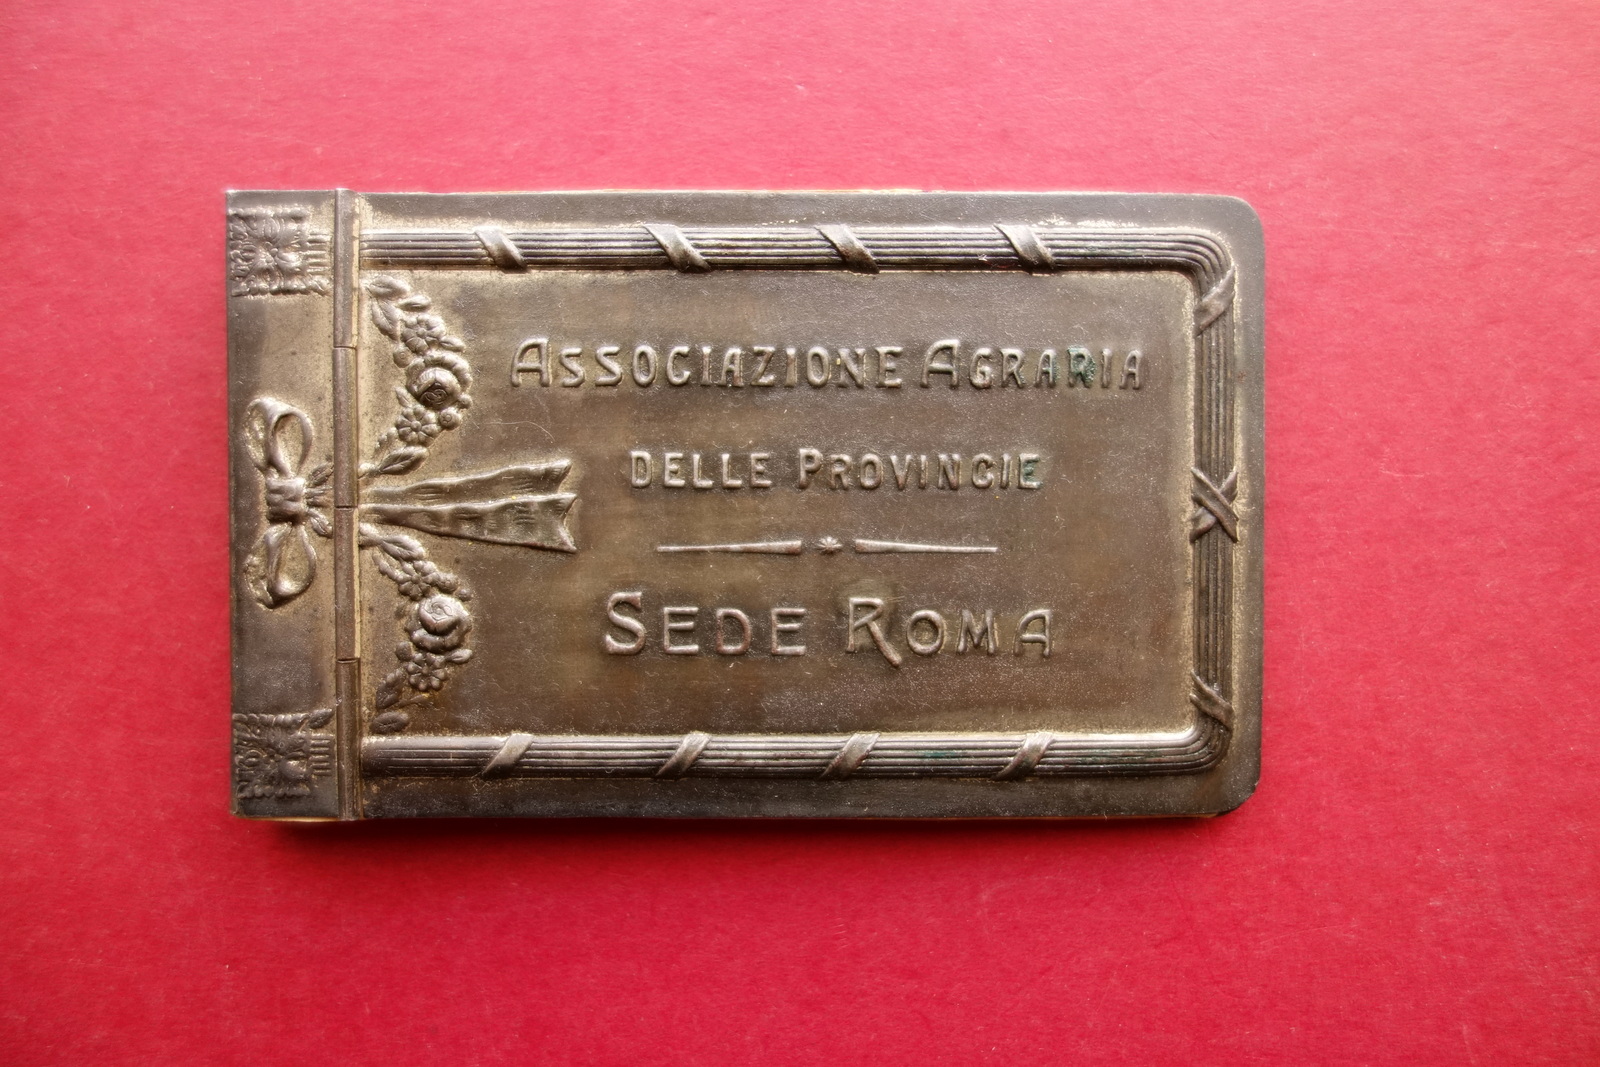 Associazione Agraria
delle Provincie
Sede Roma